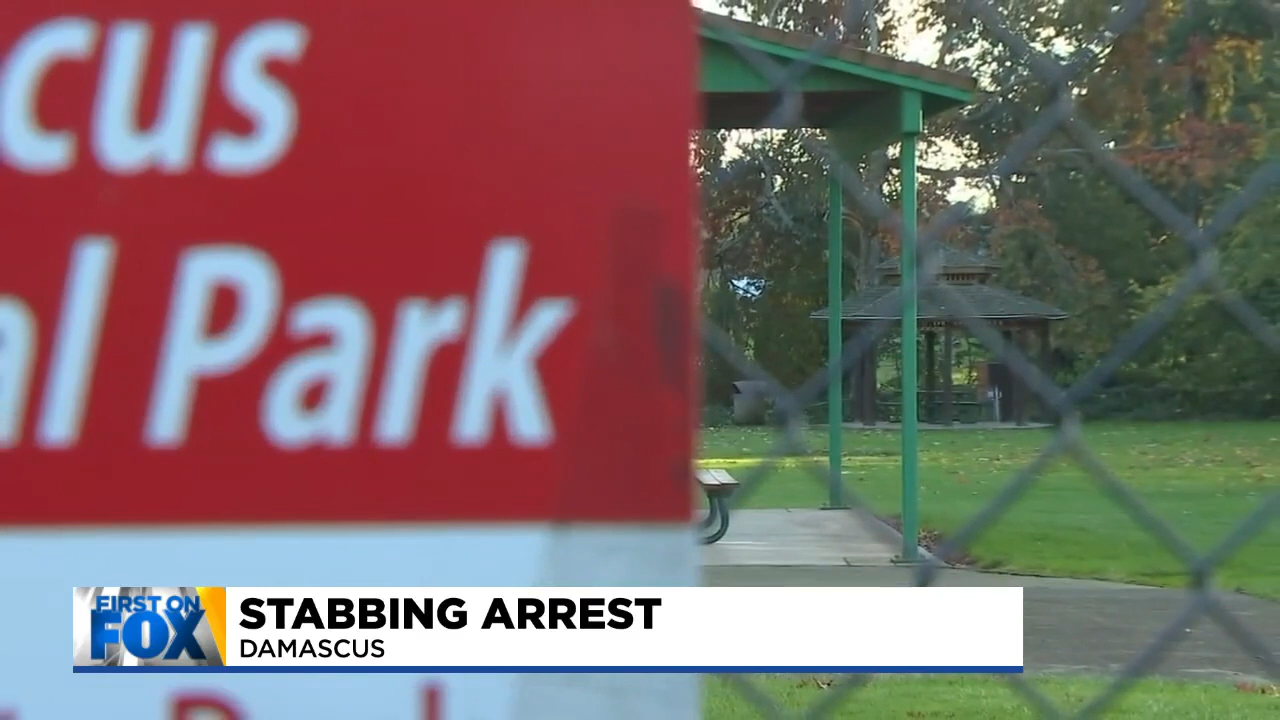 cus
al Park
FIRST ON
FOX
STABBING ARREST
DAMASCUS